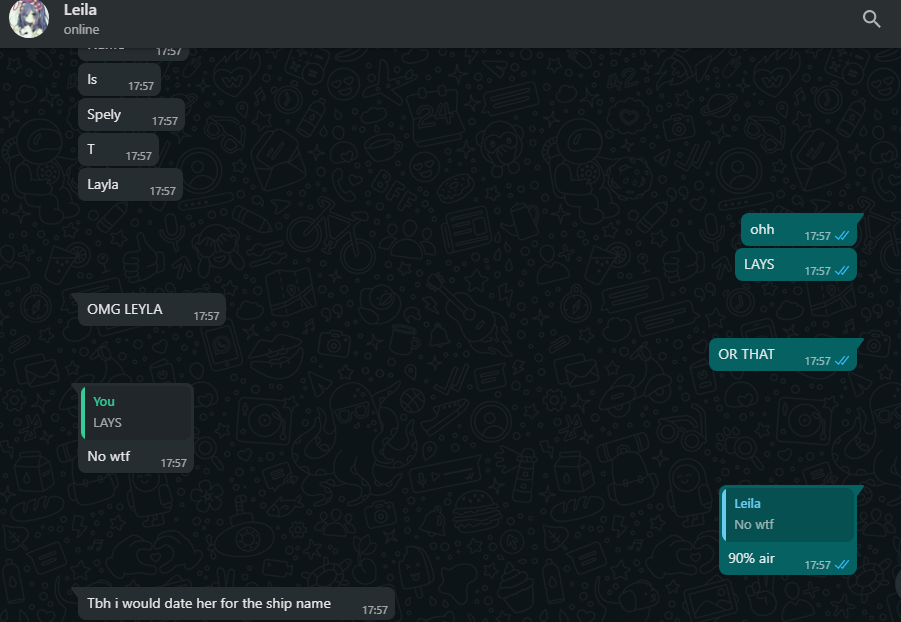 Leila
online
Name 17:57
Is 17:57
Spely 17:57
T 17:57
Layla 17:57
ohh 17:57
LAYS 17:57
OMG LEYLA 17:57
OR THAT 17:57
You
LAYS
No wtf 17:57
Leila
No wtf
90% air 17:57
Tbh i would date her for the ship name 17:57